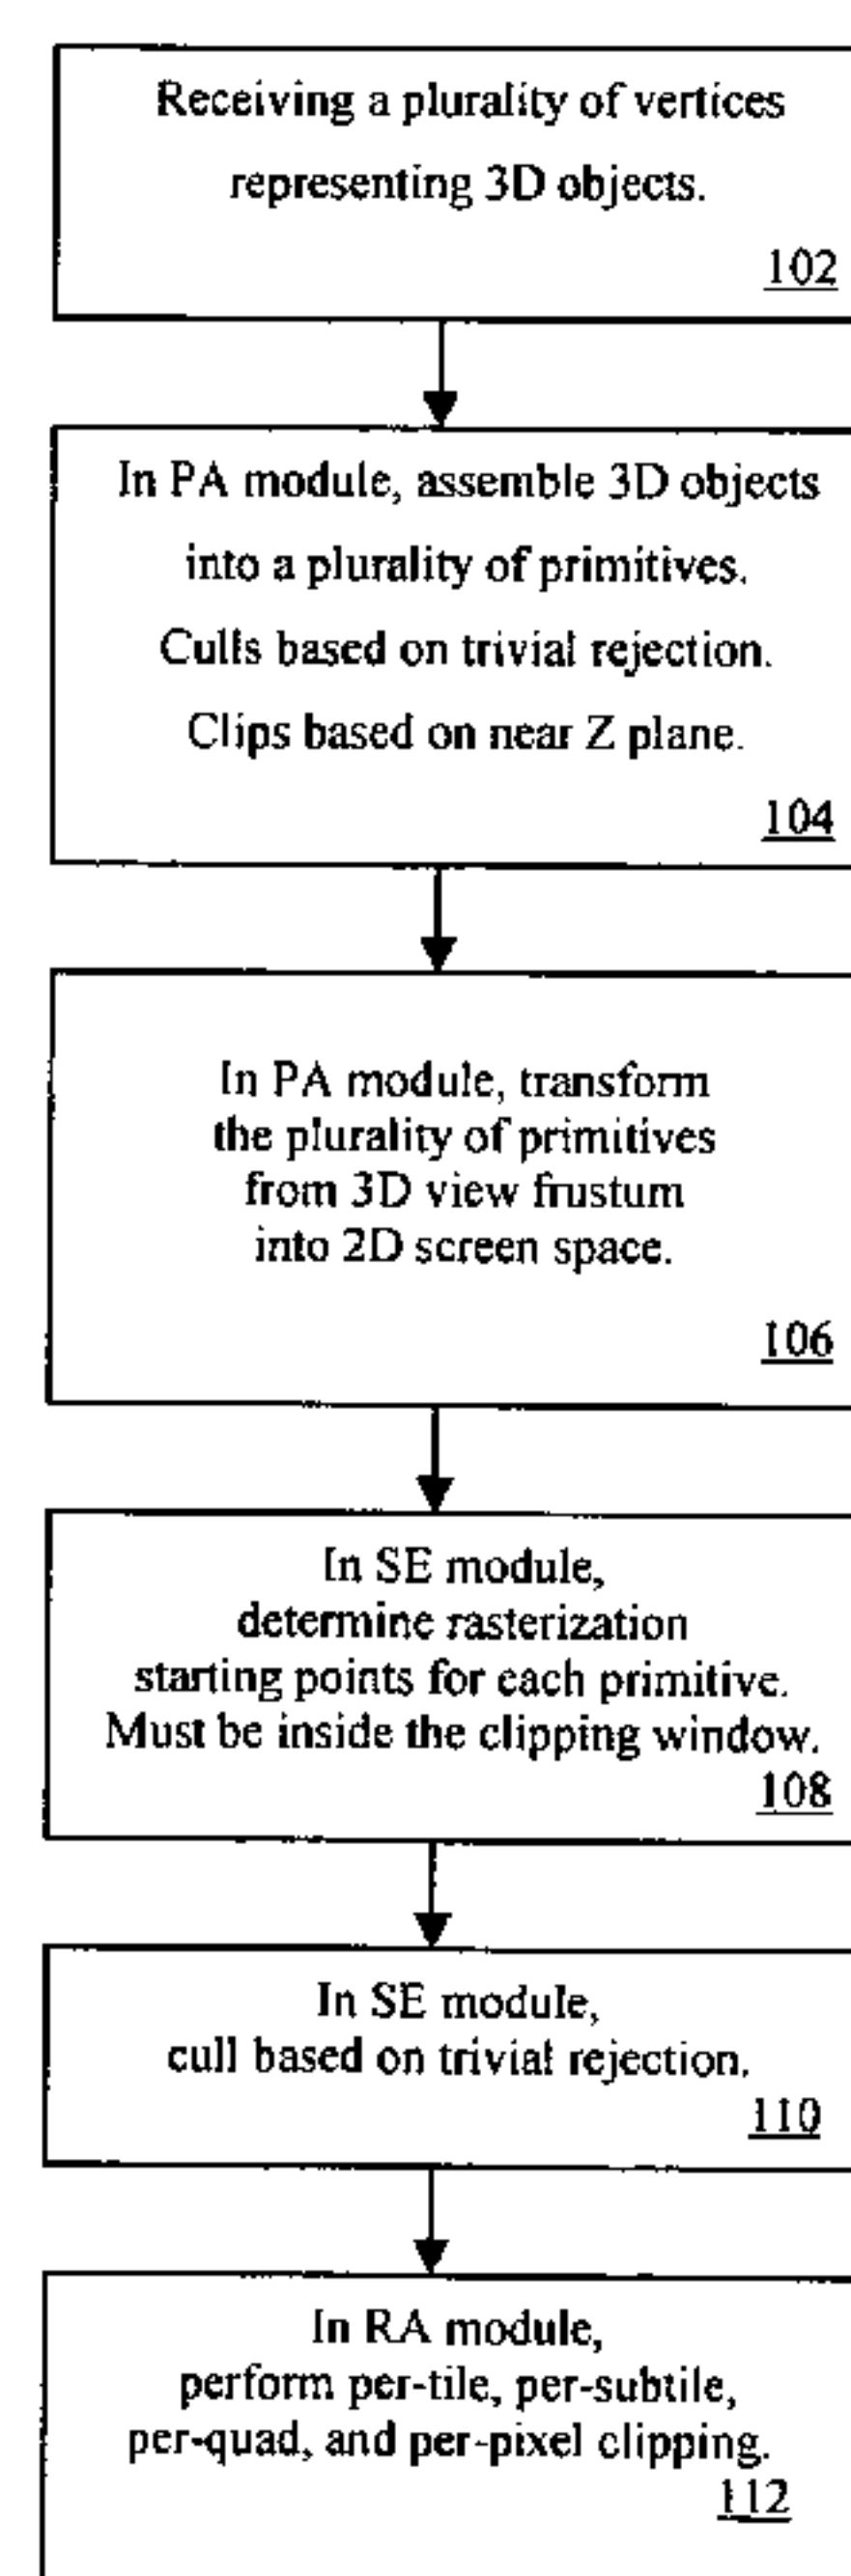 Receiving a plurality of vertices
representing 3D objects.
102
In PA module, assemble 3D objects
into a plurality of primitives.
Culls based on trivial rejection.
Clips based on near Z plane.
104
In PA module, transform
the plurality of primitives
from 3D view frustum
into 2D screen space.
106
In SE module,
determine rasterization
starting points for each primitive.
Must be inside the clipping window.
108
In SE module,
cull based on trivial rejection.
110
In RA module,
perform per-tile, per-subtile,
per-quad, and per-pixel clipping.
112